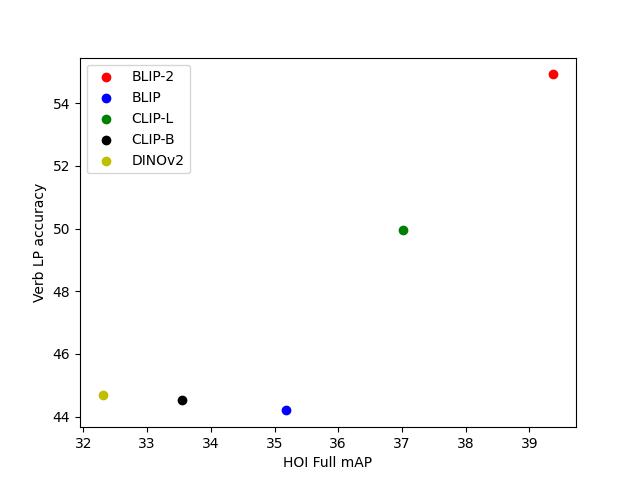 BLIP-2
BLIP
CLIP-L
CLIP-B
DINOv2
54
52
50
48
46
44
Verb LP accuracy
32 33 34 35 36 37 38 39
HOI Full mAP